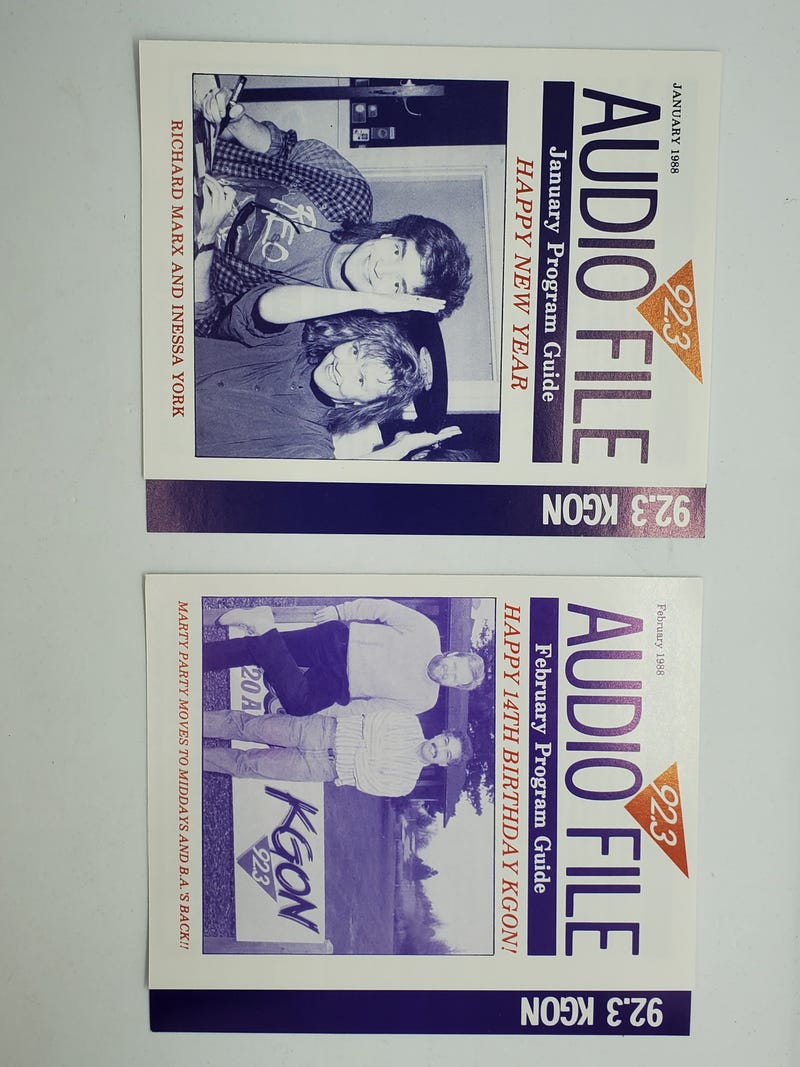 JANUARY 1988
92.3
AUDIO FILE
January Program Guide
HAPPY NEW YEAR
REO
RICHARD MARX AND INESSA YORK
92.3 KGON
February 1988
92.3
AUDIO FILE
February Program Guide
HAPPY 14TH BIRTHDAY KGON!
20 A
KGON
92.3
MARTY PARTY MOVES TO MIDDAYS AND B.A.'S BACK!!
92.3 KGON